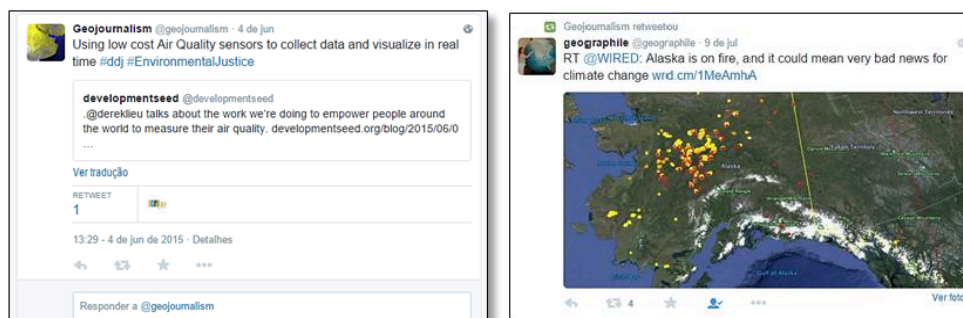 Geojournalism @geojournalism · 4 de jun
Using low cost Air Quality sensors to collect data and visualize in real
time #ddj #EnvironmentalJustice
developmentseed @developmentseed
.@dereklieu talks about the work we're doing to empower people around
the world to measure their air quality. developmentseed.org/blog/2015/06/0
...
Ver tradução
RETWEET
1
13:29 - 4 de jun de 2015 · Detalhes
Responder a @geojournalism
Geojournalism retweetou
geographile @geographile · 9 de jul
RT @WIRED: Alaska is on fire, and it could mean very bad news for
climate change wrd.cm/1MeAmhA
Northwest Territories
Yukon Territory
Alaska
Gulf of Alaska
4
Ver foto